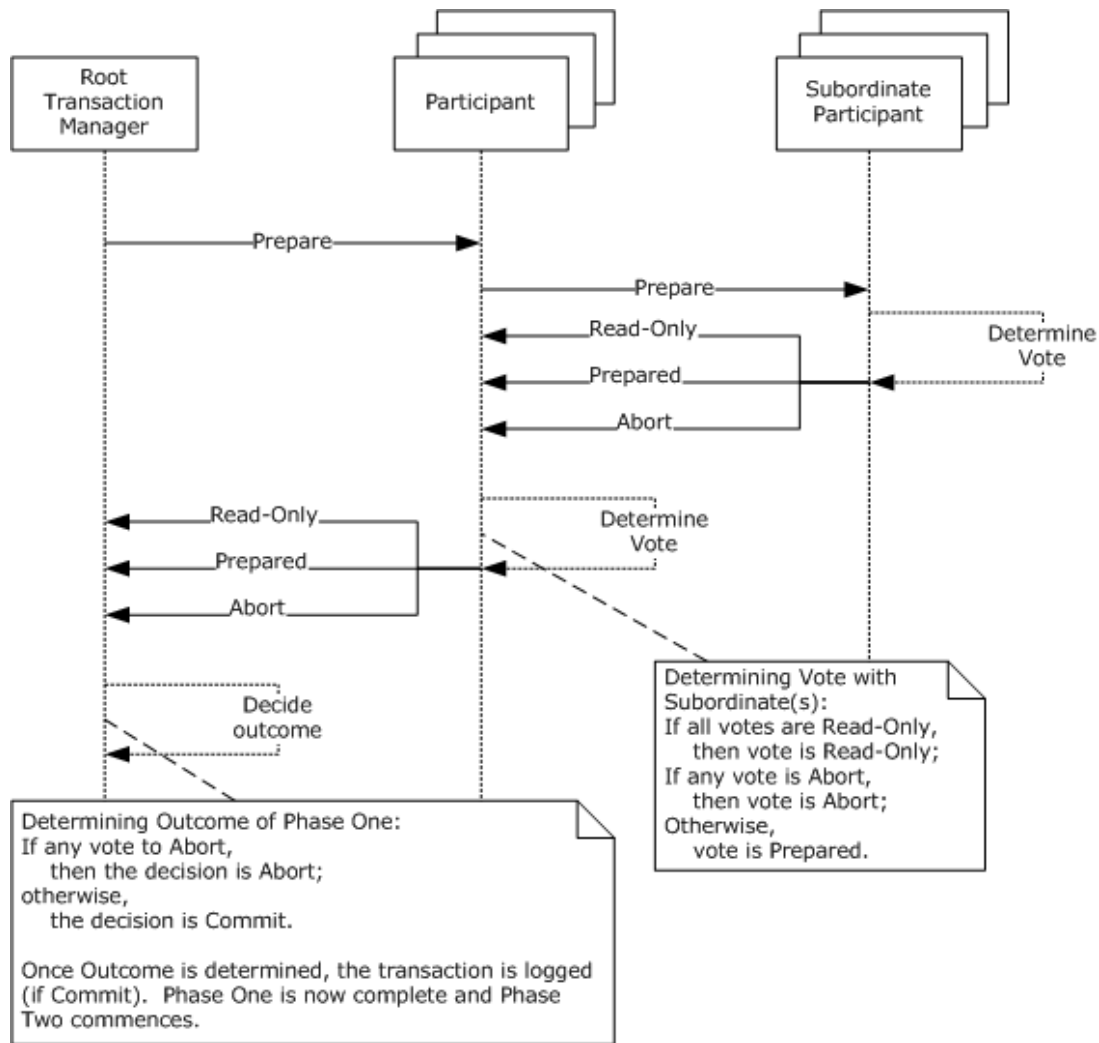 Root
Transaction
Manager
Participant
Subordinate
Participant
Prepare
Prepare
Read-Only
Determine
Vote
Prepared
Abort
Read-Only
Determine
Vote
Prepared
Abort
Determining Vote with
Subordinate(s):
If all votes are Read-Only,
then vote is Read-Only;
If any vote is Abort,
then vote is Abort;
Otherwise,
vote is Prepared.
Decide
outcome
Determining Outcome of Phase One:
If any vote to Abort,
then the decision is Abort;
otherwise,
the decision is Commit.
Once Outcome is determined, the transaction is logged
(if Commit).  Phase One is now complete and Phase
Two commences.